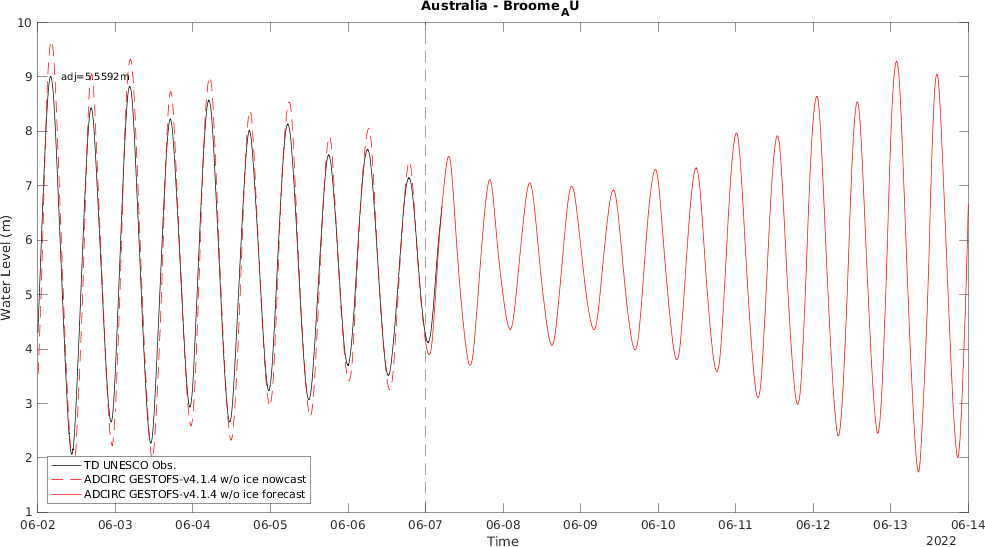 Australia - Broome_AU
10
9
8
7
6
5
4
3
2
1
Water Level (m)
adj=5.5592m
TD UNESCO Obs.
ADCIRC GESTOFS-v4.1.4 w/o ice nowcast
ADCIRC GESTOFS-v4.1.4 w/o ice forecast
06-02 06-03 06-04 06-05 06-06 06-07 06-08 06-09 06-10 06-11 06-12 06-13 06-14
Time
2022